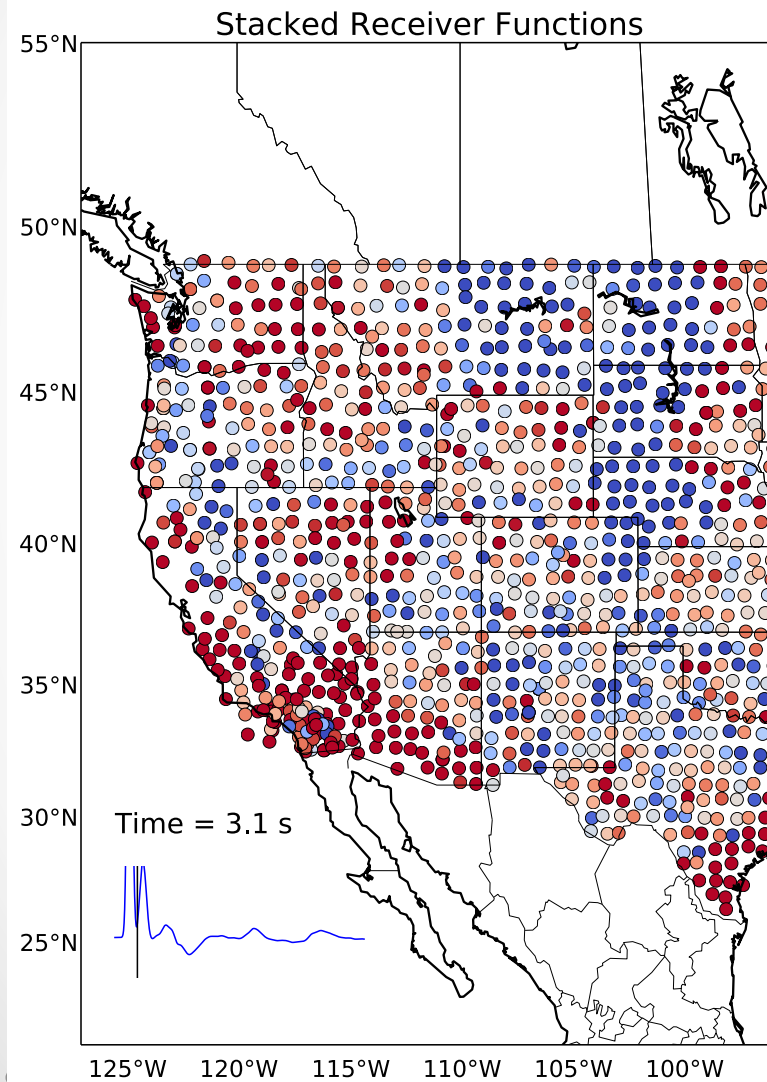 Stacked Receiver Functions
55°N
50°N
45°N
40°N
35°N
30°N
25°N
Time = 3.1 s
125°W 120°W 115°W 110°W 105°W 100°W